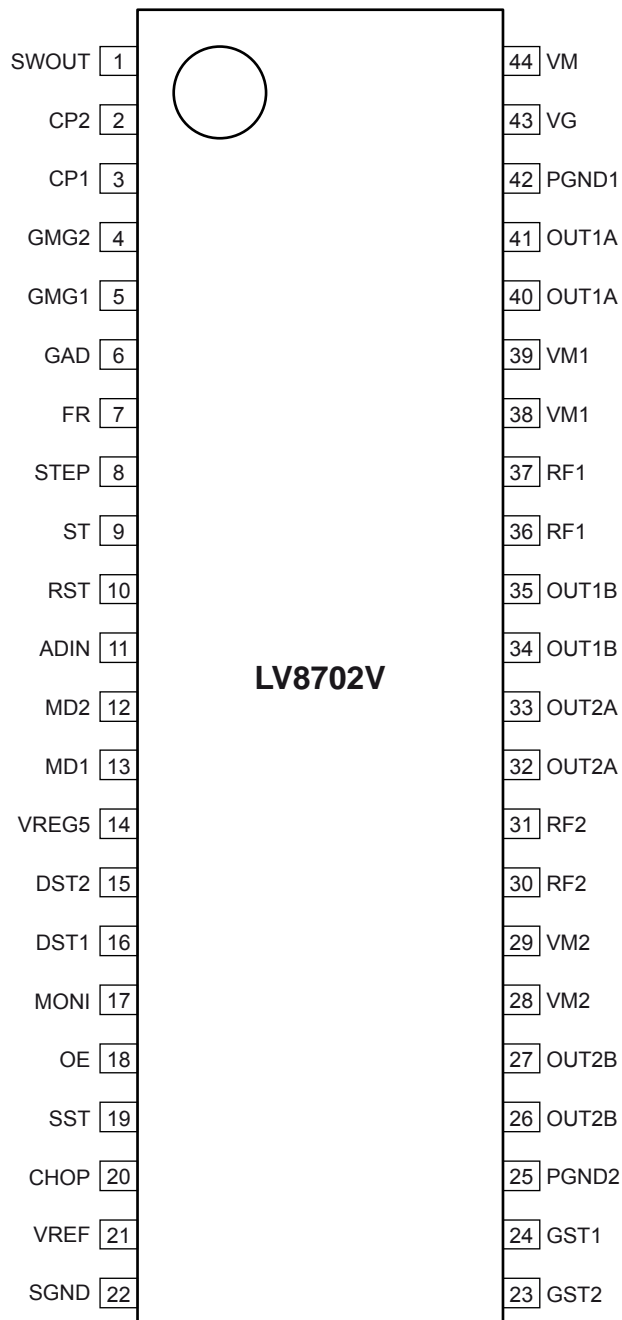 SWOUT 1 44 VM
CP2 2 43 VG
CP1 3 42 PGND1
GMG2 4 41 OUT1A
GMG1 5 40 OUT1A
GAD 6 39 VM1
FR 7 38 VM1
STEP 8 37 RF1
ST 9 36 RF1
RST 10 35 OUT1B
ADIN 11 34 OUT1B
LV8702V
MD2 12 33 OUT2A
MD1 13 32 OUT2A
VREG5 14 31 RF2
DST2 15 30 RF2
DST1 16 29 VM2
MONI 17 28 VM2
OE 18 27 OUT2B
SST 19 26 OUT2B
CHOP 20 25 PGND2
VREF 21 24 GST1
SGND 22 23 GST2